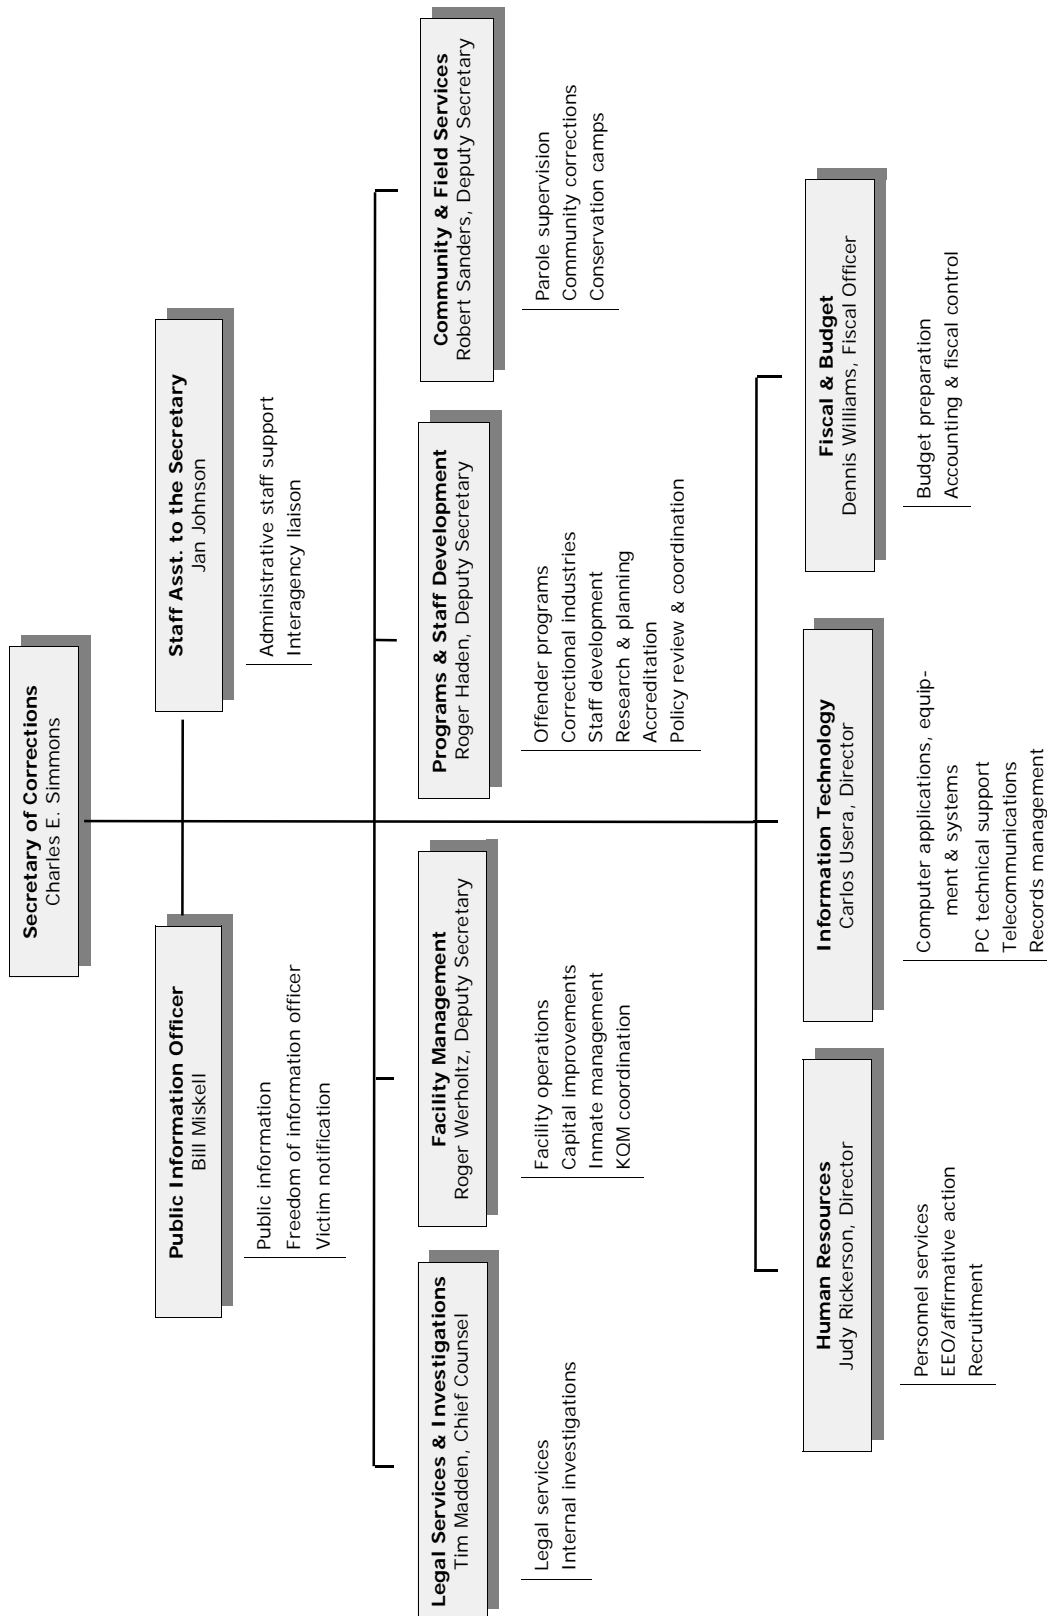 Secretary of Corrections
Charles E. Simmons
Public Information Officer
Bill Miskell
Public information
Freedom of information officer
Victim notification
Staff Asst. to the Secretary
Jan Johnson
Administrative staff support
Interagency liaison
Legal Services & Investigations
Tim Madden, Chief Counsel
Legal services
Internal investigations
Facility Management
Roger Werholtz, Deputy Secretary
Facility operations
Capital improvements
Inmate management
KQM coordination
Programs & Staff Development
Roger Haden, Deputy Secretary
Offender programs
Correctional industries
Staff development
Research & planning
Accreditation
Policy review & coordination
Community & Field Services
Robert Sanders, Deputy Secretary
Parole supervision
Community corrections
Conservation camps
Human Resources
Judy Rickerson, Director
Personnel services
EEO/affirmative action
Recruitment
Information Technology
Carlos Usera, Director
Computer applications, equip-
ment & systems
PC technical support
Telecommunications
Records management
Fiscal & Budget
Dennis Williams, Fiscal Officer
Budget preparation
Accounting & fiscal control